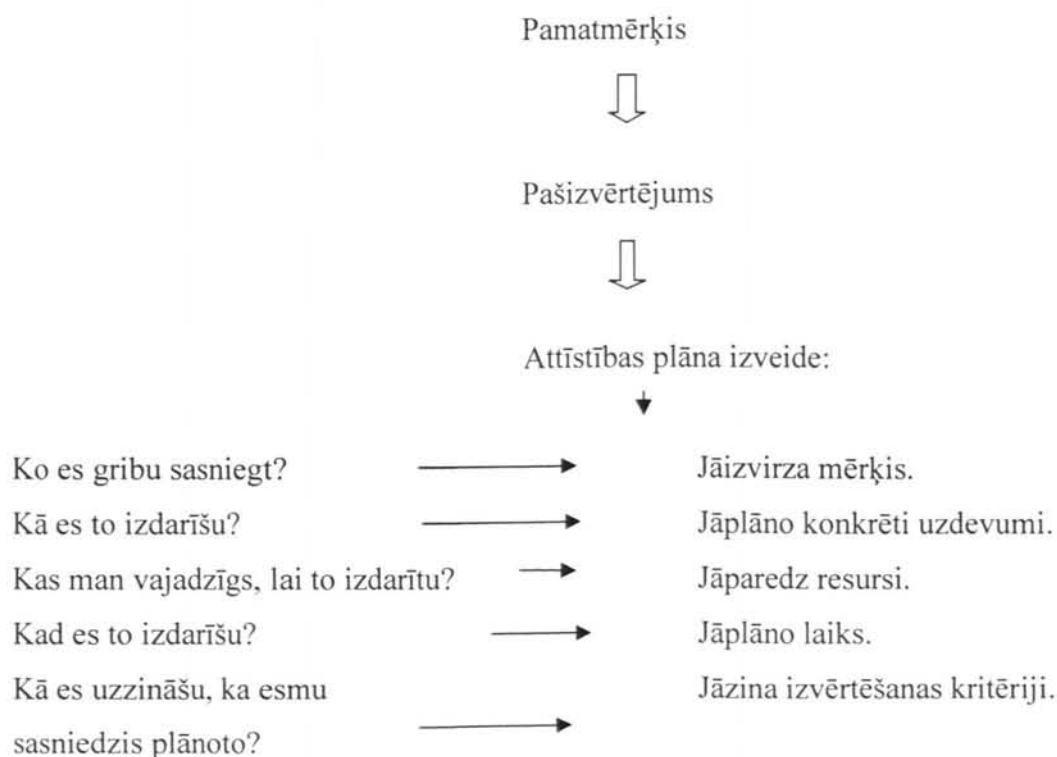 Pamatmērķis
Pašizvērtējums
Attīstības plāna izveide:
Ko es gribu sasniegt? Jāizvirza mērķis.
Kā es to izdarīšu? Jāplāno konkrēti uzdevumi.
Kas man vajadzīgs, lai to izdarītu? Jāparedz resursi.
Kad es to izdarīšu? Jāplāno laiks.
Kā es uzzināšu, ka esmu Jāzina izvērtēšanas kritēriji.
sasniedzis plānoto?